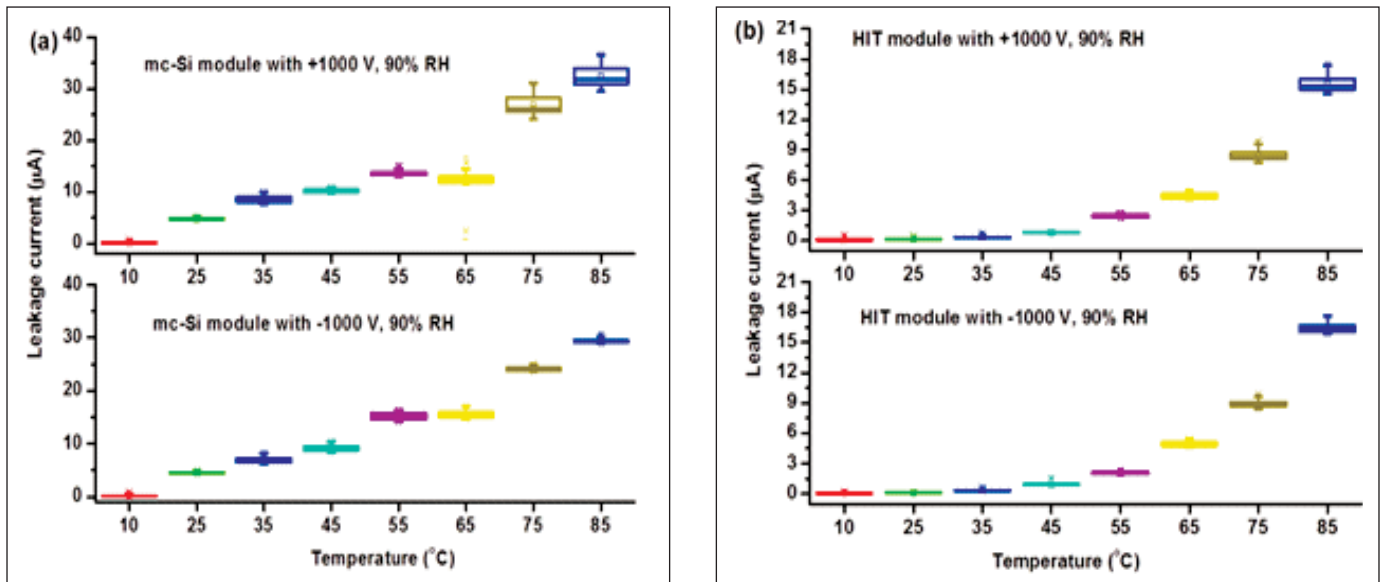 (a)
mc-Si module with +1000 V, 90% RH
40
30
20
10
0
10 25 35 45 55 65 75 85
mc-Si module with -1000 V, 90% RH
40
30
20
10
0
10 25 35 45 55 65 75 85
Leakage current (µA)
Temperature (°C)
(b)
HIT module with +1000 V, 90% RH
21
18
15
12
9
6
3
0
10 25 35 45 55 65 75 85
HIT module with -1000 V, 90% RH
21
18
15
12
9
6
3
0
10 25 35 45 55 65 75 85
Leakage current (µA)
Temperature (°C)